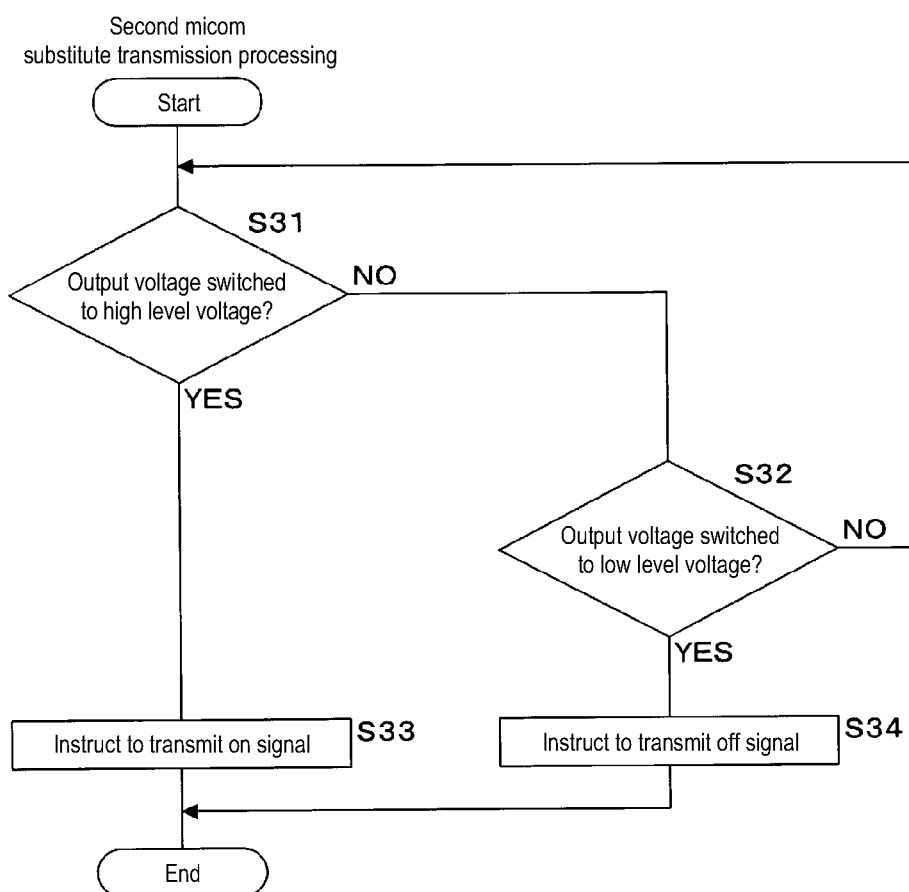 Second micom
substitute transmission processing
Start
S31
Output voltage switched
to high level voltage?
NO
YES
S32
Output voltage switched
to low level voltage?
NO
YES
Instruct to transmit on signal
S33
Instruct to transmit off signal
S34
End